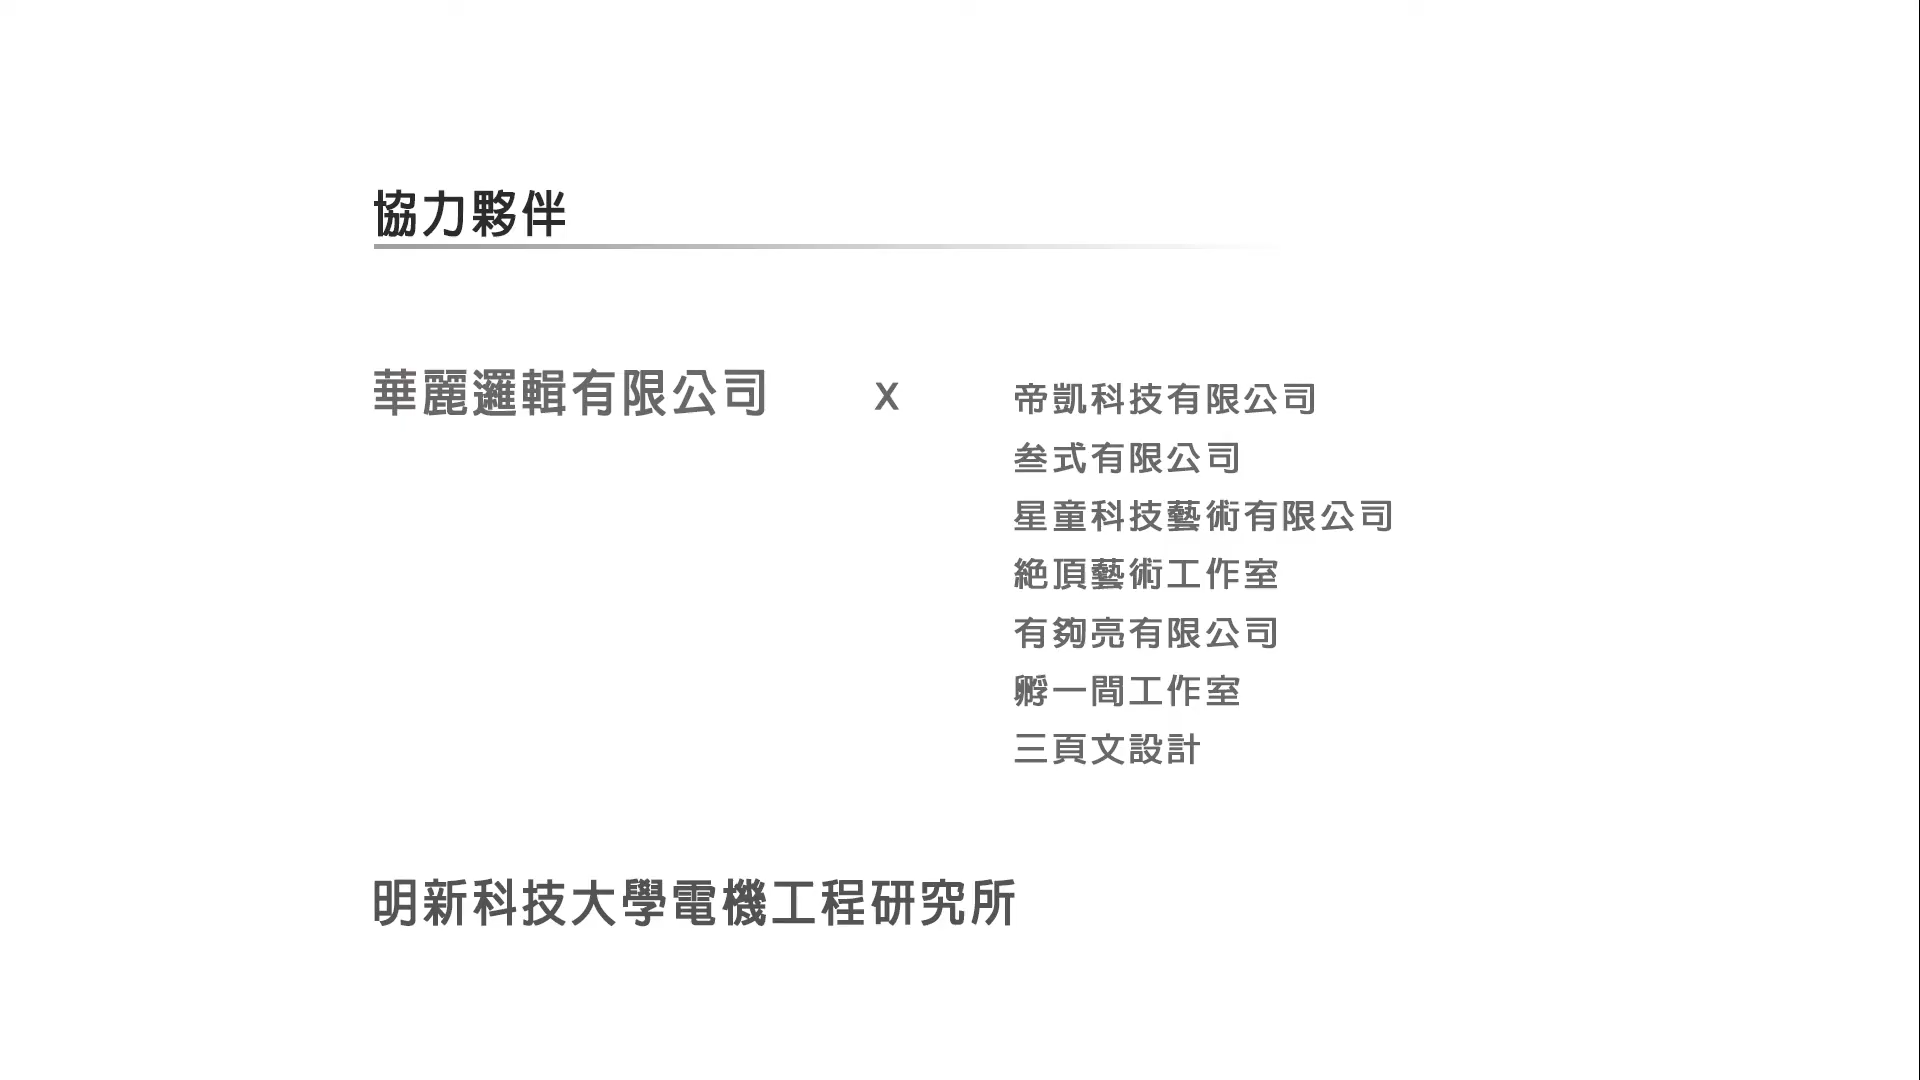 協力夥伴
華麗邏輯有限公司 X 帝凱科技有限公司
叁式有限公司
星童科技藝術有限公司
絶頂藝術工作室
有夠亮有限公司
孵一間工作室
三頁文設計
明新科技大學電機工程研究所